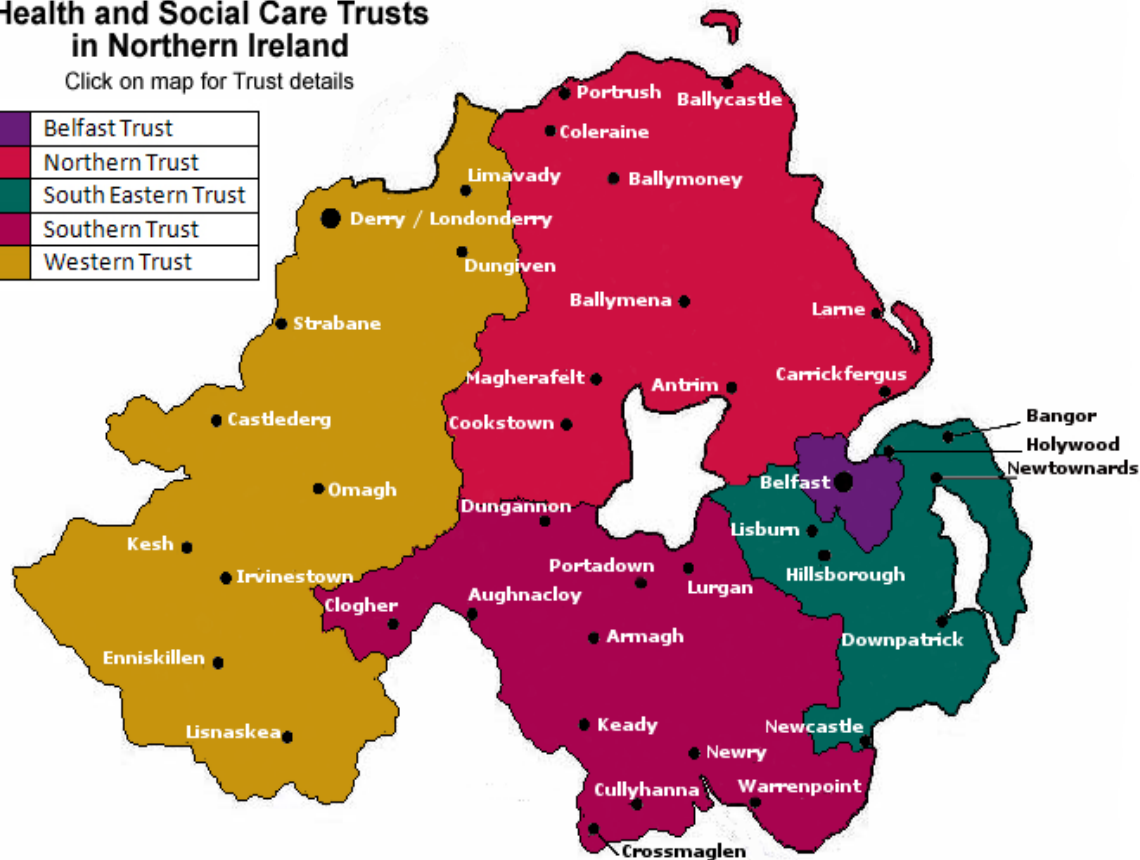 Health and Social Care Trusts
in Northern Ireland
Click on map for Trust details
Belfast Trust
Northern Trust
South Eastern Trust
Southern Trust
Western Trust
Portrush
Ballycastle
Coleraine
Limavady
Ballymoney
Derry / Londonderry
Dungiven
Ballymena
Larne
Strabane
Magherafelt
Antrim
Carrickfergus
Castlederg
Cookstown
Bangor
Holywood
Newtownards
Belfast
Omagh
Dungannon
Lisburn
Kesh
Portadown
Hillsborough
Irvinestown
Lurgan
Aughnacloy
Clogher
Armagh
Downpatrick
Enniskillen
Keady
Newcastle
Lisnaskea
Newry
Cullyhanna
Warrenpoint
Crossmaglen